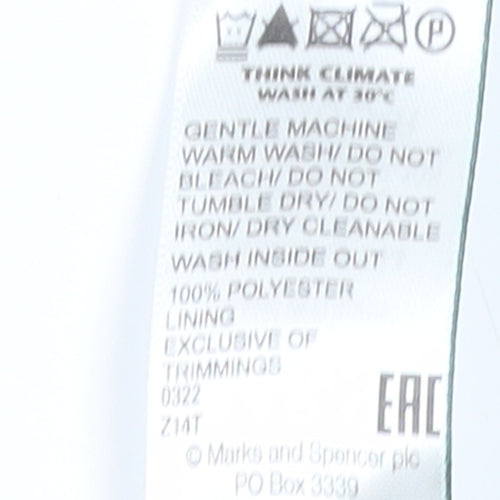 P
THINK CLIMATE
WASH AT 30°C
GENTLE MACHINE
WARM WASH/ DO NOT
BLEACH/ DO NOT
TUMBLE DRY/ DO NOT
IRON/ DRY CLEANABLE
WASH INSIDE OUT
100% POLYESTER
LINING
EXCLUSIVE OF
TRIMMINGS
0322
Z14T
EAC
© Marks and Spencer plc
PO Box 3339